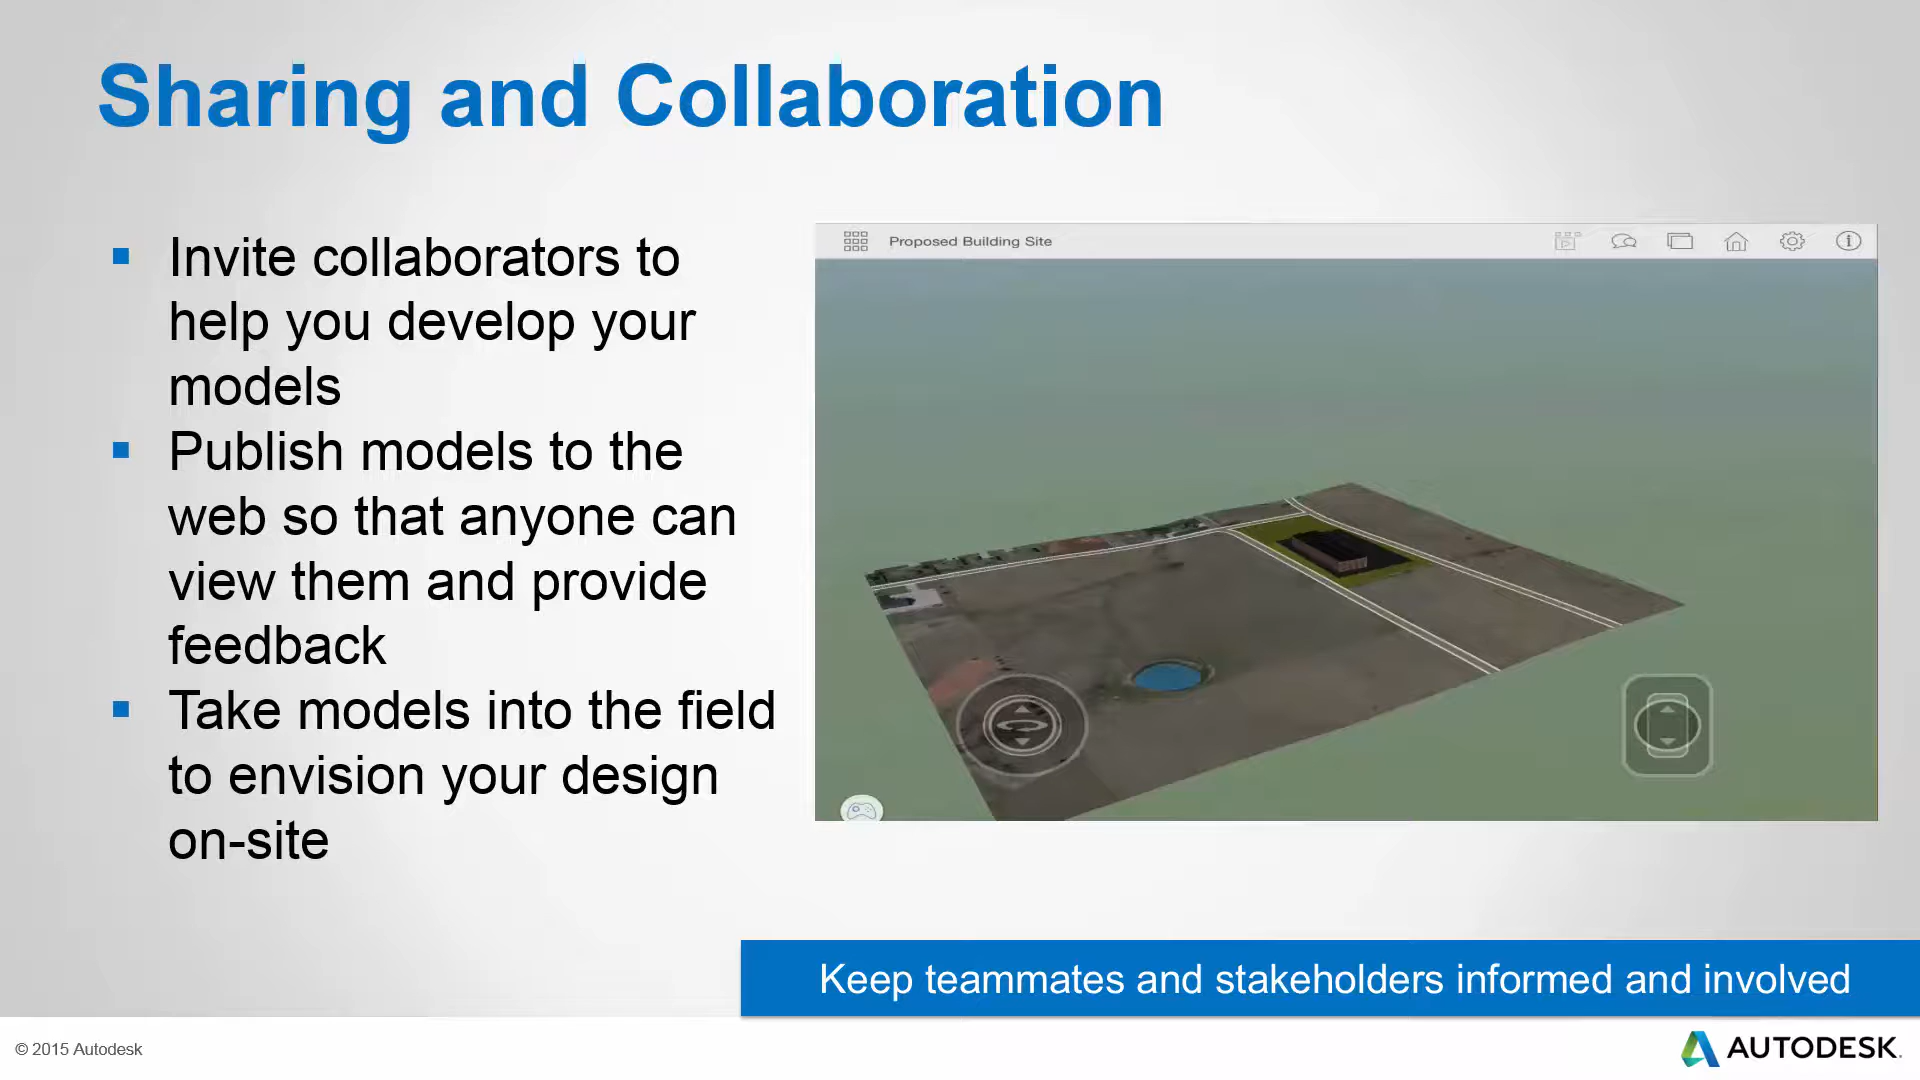 Sharing and Collaboration
Invite collaborators to
help you develop your
models
Publish models to the
web so that anyone can
view them and provide
feedback
Take models into the field
to envision your design
on-site
Proposed Building Site
Keep teammates and stakeholders informed and involved
© 2015 Autodesk
AUTODESK.